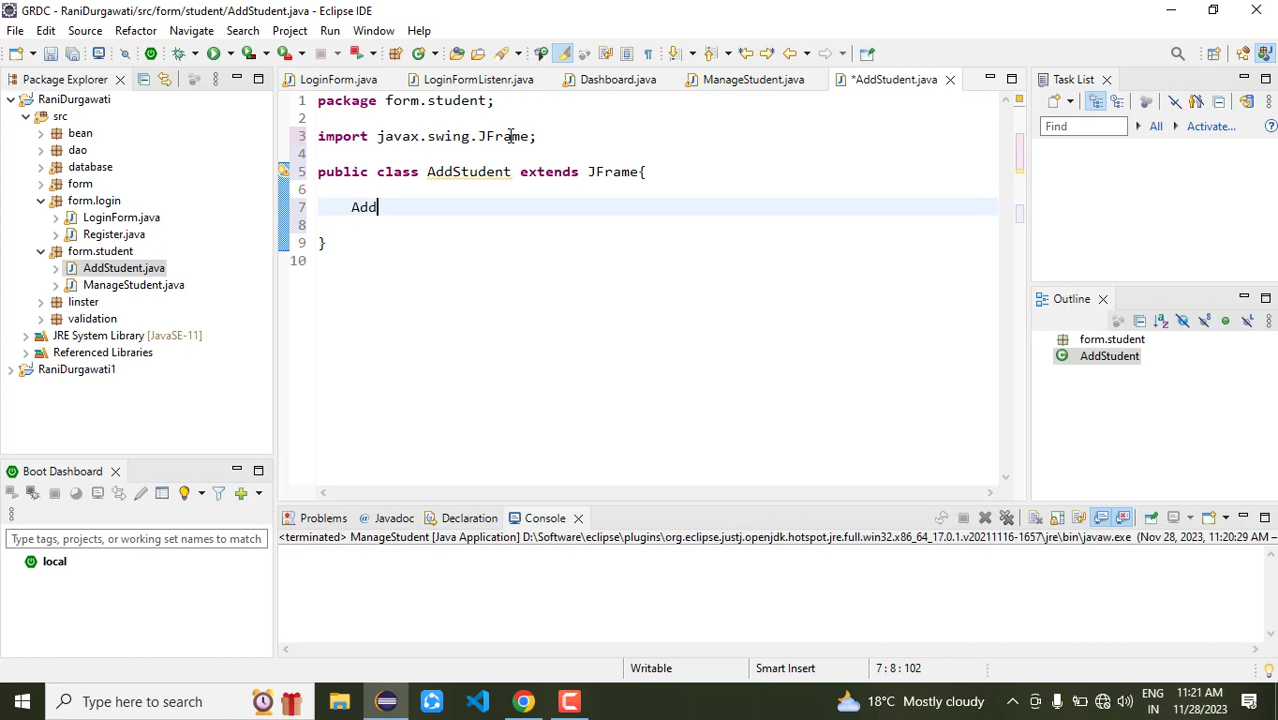 GRDC - RaniDurgawati/src/form/student/AddStudent.java - Eclipse IDE
File Edit Source Refactor Navigate Search Project Run Window Help
Package Explorer
RaniDurgawati
src
bean
dao
database
form
form.login
LoginForm.java
Register.java
form.student
AddStudent.java
ManageStudent.java
linster
validation
JRE System Library [JavaSE-11]
Referenced Libraries
RaniDurgawati1
LoginForm.java LoginFormListenr.java Dashboard.java ManageStudent.java *AddStudent.java
1 package form.student;
2
3 import javax.swing.JFrame;
4
5 public class AddStudent extends JFrame{
6
7 Add
8
9 }
10
Task List
Find All Activate...
Outline
form.student
AddStudent
Boot Dashboard
Type tags, projects, or working set names to match
local
Problems Javadoc Declaration Console
<terminated> ManageStudent [Java Application] D:\Software\eclipse\plugins\org.eclipse.justj.openjdk.hotspot.jre.full.win32.x86_64_17.0.1.v20211116-1657\jre\bin\javaw.exe (Nov 28, 2023, 11:20:29 AM –
Writable Smart Insert 7 : 8 : 102
Type here to search
18°C Mostly cloudy
ENG
IN
11:21 AM
11/28/2023